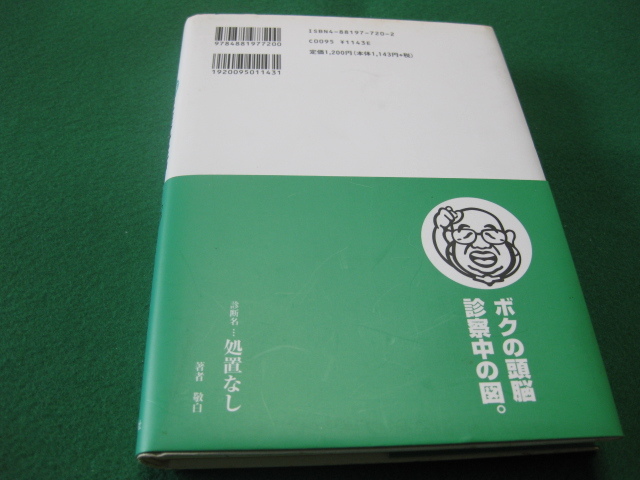 9784881977200
1920095011431
ISBN4-88197-720-2
C0095 ¥1143E
定価1,200円(本体1,143円+税)
ボクの頭脳
診察中の図。
診断名…処置なし
著者 敬白